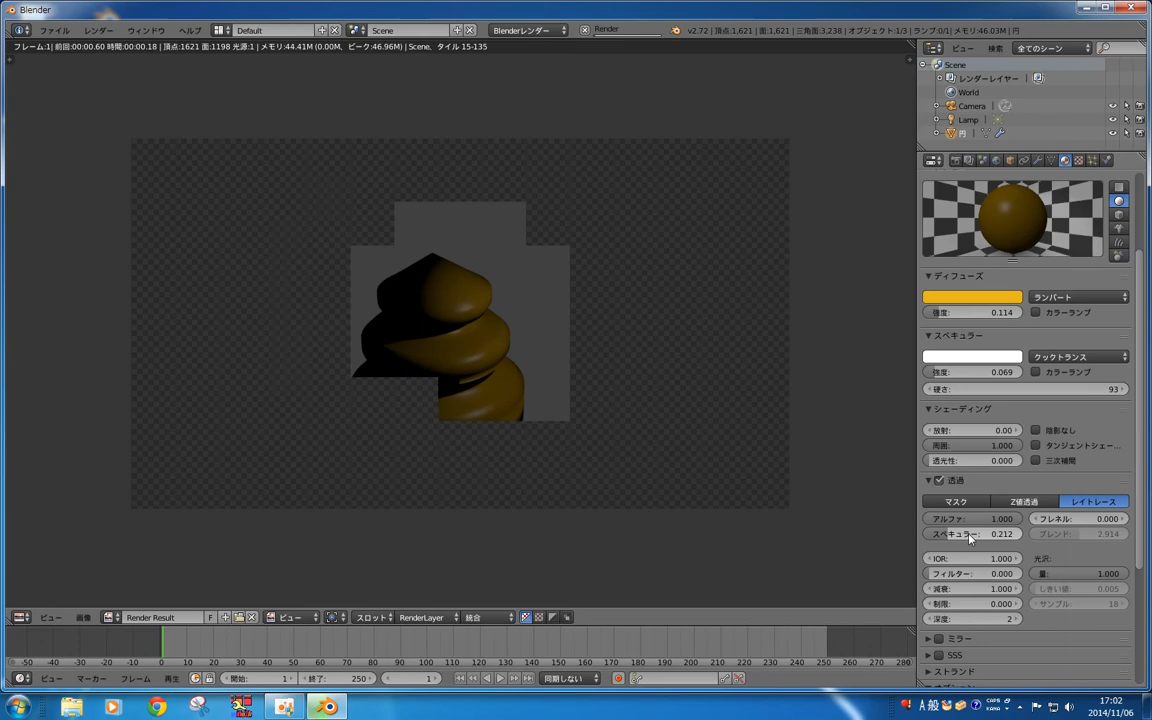 Blender
ファイル レンダー ウィンドウ ヘルプ Default Scene Blenderレンダー Render v2.72 | 頂点:1,621 | 面:1,621 | 三角面:3,238 | オブジェクト:1/3 | ランプ:0/1 | メモリ:46.03M | 円
フレーム:1| 前回:00:00.60 時間:00:00.18 | 頂点:1621 面:1198 光源:1 | メモリ:44.41M (0.00M、ピーク:46.96M) | Scene、タイル 15-135
ビュー 検索 全てのシーン
Scene
レンダーレイヤー
World
Camera
Lamp
円
ディフューズ
ランバート
強度: 0.114 カラーランプ
スペキュラー
クックトランス
強度: 0.069 カラーランプ
硬さ: 93
シェーディング
放射: 0.00 陰影なし
周囲: 1.000 タンジェントシェー...
透光性: 0.000 三次補間
透過
マスク Z値透過 レイトレース
アルファ: 1.000 フレネル: 0.000
スペキュラー: 0.212 ブレンド: 2.914
IOR: 1.000 光沢:
フィルター: 0.000 量: 1.000
減衰: 1.000 しきい値: 0.005
制限: 0.000 サンプル: 18
深度: 2
ミラー
SSS
ストランド
ビュー 画像 Render Result F ビュー スロット RenderLayer 統合
-50 -40 -30 -20 -10 0 10 20 30 40 50 60 70 80 90 100 110 120 130 140 150 160 170 180 190 200 210 220 230 240 250 260 270 280
ビュー マーカー フレーム 再生 開始: 1 終了: 250 1 同期しない
A 般 CAPS KANA
17:02
2014/11/06